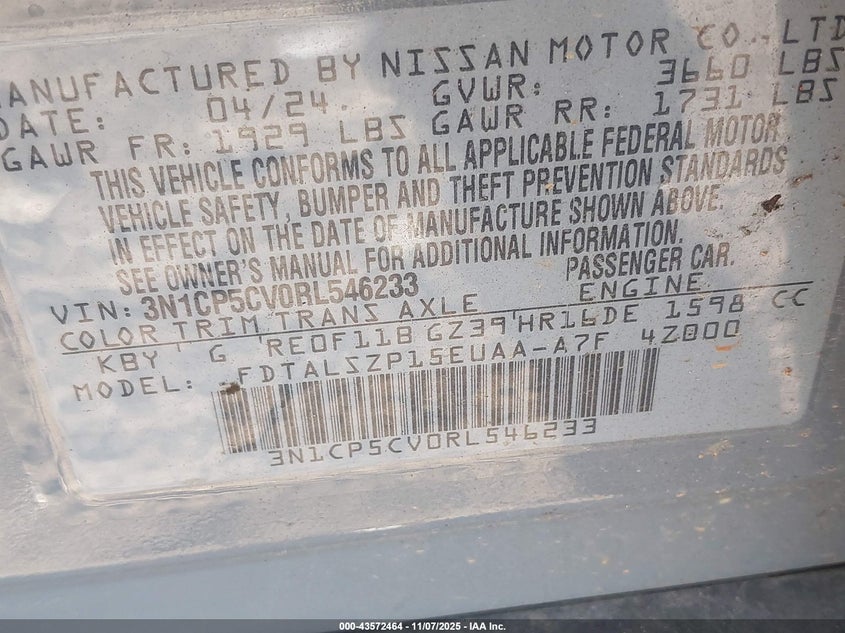 MANUFACTURED BY NISSAN MOTOR CO., LTD
DATE: 04/24. GVWR: 3660 LBS
GAWR FR: 1929 LBS GAWR RR: 1731 LBS
THIS VEHICLE CONFORMS TO ALL APPLICABLE FEDERAL MOTOR
VEHICLE SAFETY, BUMPER AND THEFT PREVENTION STANDARDS
IN EFFECT ON THE DATE OF MANUFACTURE SHOWN ABOVE.
SEE OWNER'S MANUAL FOR ADDITIONAL INFORMATION.
VIN: 3N1CP5CV0RL546233 PASSENGER CAR.
COLOR TRIM TRANS AXLE ENGINE
KBY G RE0F11B GZ39 HR16DE 1598 CC
MODEL: FDTALSZP15EUAA-A7F 4Z000
3N1CP5CV0RL546233
000-43572464 11/07/2025 - IAA Inc.